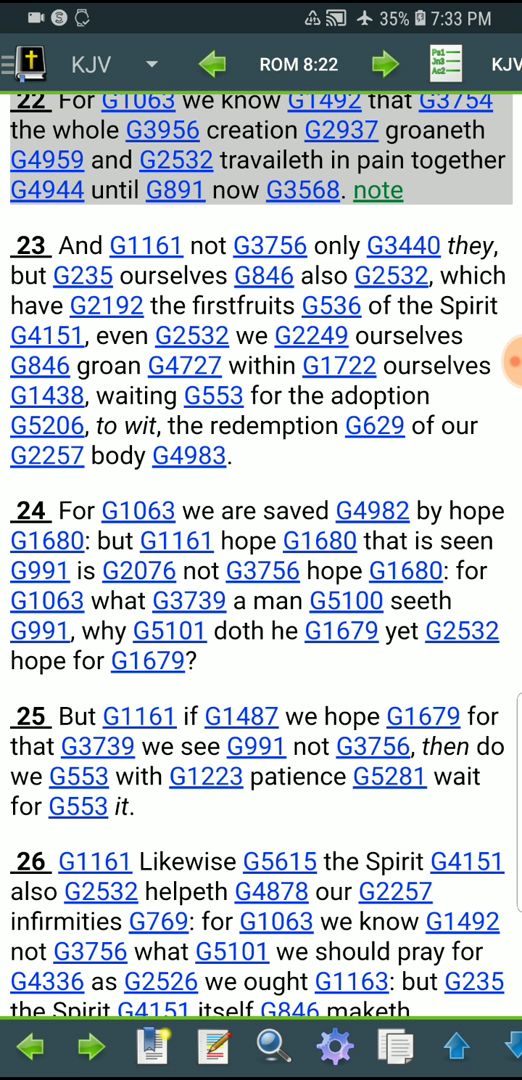 35% 7:33 PM
KJV ROM 8:22 KJV
Ps1
Jn3
Ac2
22 For G1063 we know G1492 that G3754
the whole G3956 creation G2937 groaneth
G4959 and G2532 travaileth in pain together
G4944 until G891 now G3568. note
23 And G1161 not G3756 only G3440 they,
but G235 ourselves G846 also G2532, which
have G2192 the firstfruits G536 of the Spirit
G4151, even G2532 we G2249 ourselves
G846 groan G4727 within G1722 ourselves
G1438, waiting G553 for the adoption
G5206, to wit, the redemption G629 of our
G2257 body G4983.
24 For G1063 we are saved G4982 by hope
G1680: but G1161 hope G1680 that is seen
G991 is G2076 not G3756 hope G1680: for
G1063 what G3739 a man G5100 seeth
G991, why G5101 doth he G1679 yet G2532
hope for G1679?
25 But G1161 if G1487 we hope G1679 for
that G3739 we see G991 not G3756, then do
we G553 with G1223 patience G5281 wait
for G553 it.
26 G1161 Likewise G5615 the Spirit G4151
also G2532 helpeth G4878 our G2257
infirmities G769: for G1063 we know G1492
not G3756 what G5101 we should pray for
G4336 as G2526 we ought G1163: but G235
the Spirit G4151 itself G846 maketh